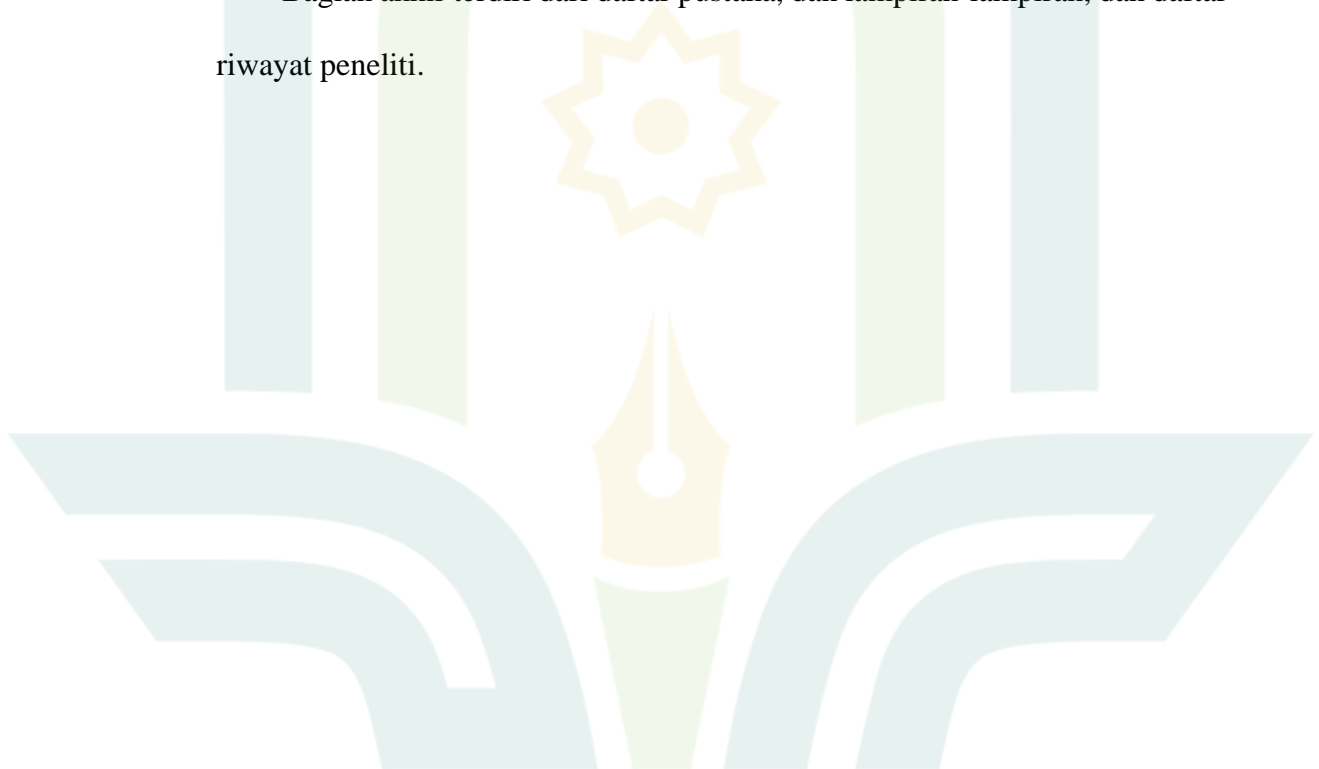 Bagian akhir terdiri dari daftar pustaka, dan lampiran-lampiran, dan daftar
riwayat peneliti.